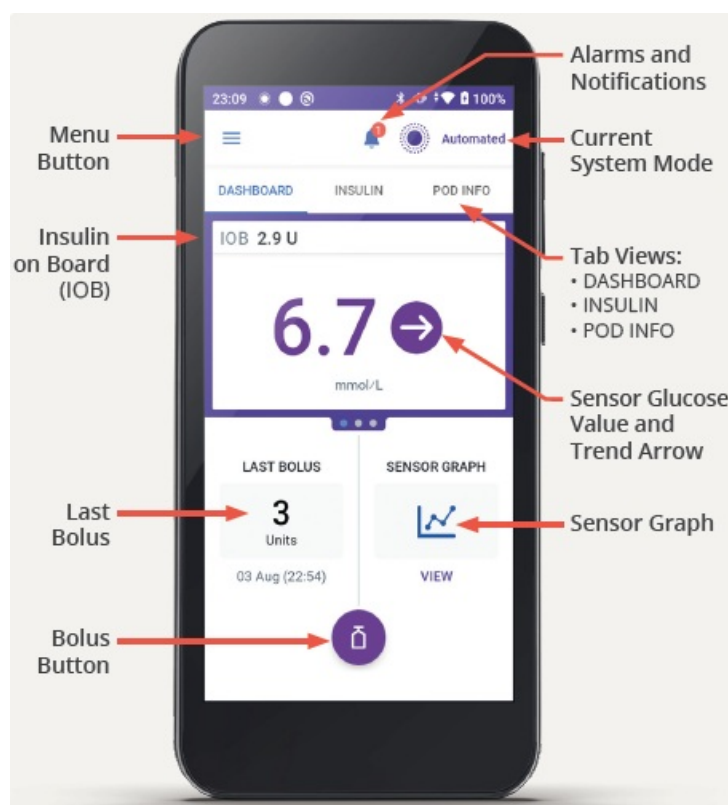 Alarms and
Notifications
Menu
Button
Current
System Mode
Insulin
on Board
(IOB)
Tab Views:
• DASHBOARD
• INSULIN
• POD INFO
Sensor Glucose
Value and
Trend Arrow
Last
Bolus
Sensor Graph
Bolus
Button
23:09
100%
1
Automated
DASHBOARD INSULIN POD INFO
IOB 2.9 U
6.7
mmol/L
LAST BOLUS SENSOR GRAPH
3
Units
03 Aug (22:54) VIEW